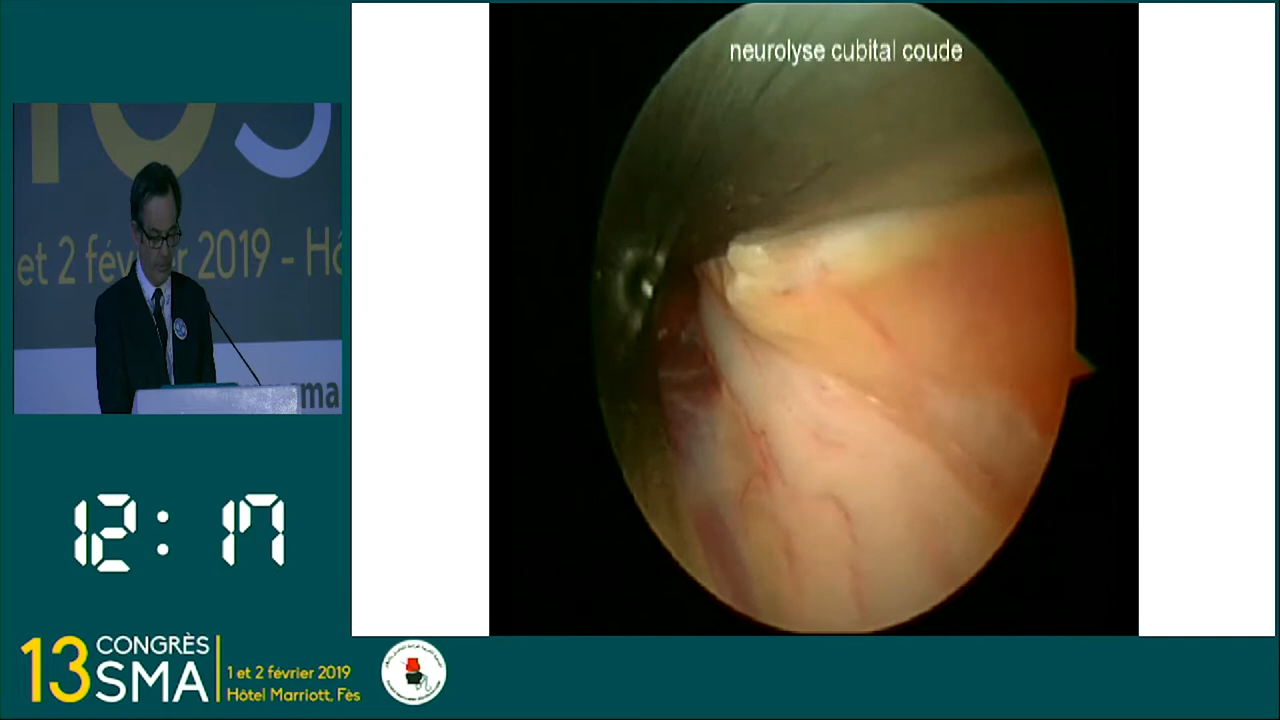 neurolyse cubital coude
et 2 février 2019 - Hô
ma
12:17
13 CONGRÈS
SMA
1 et 2 février 2019
Hôtel Marriott, Fès